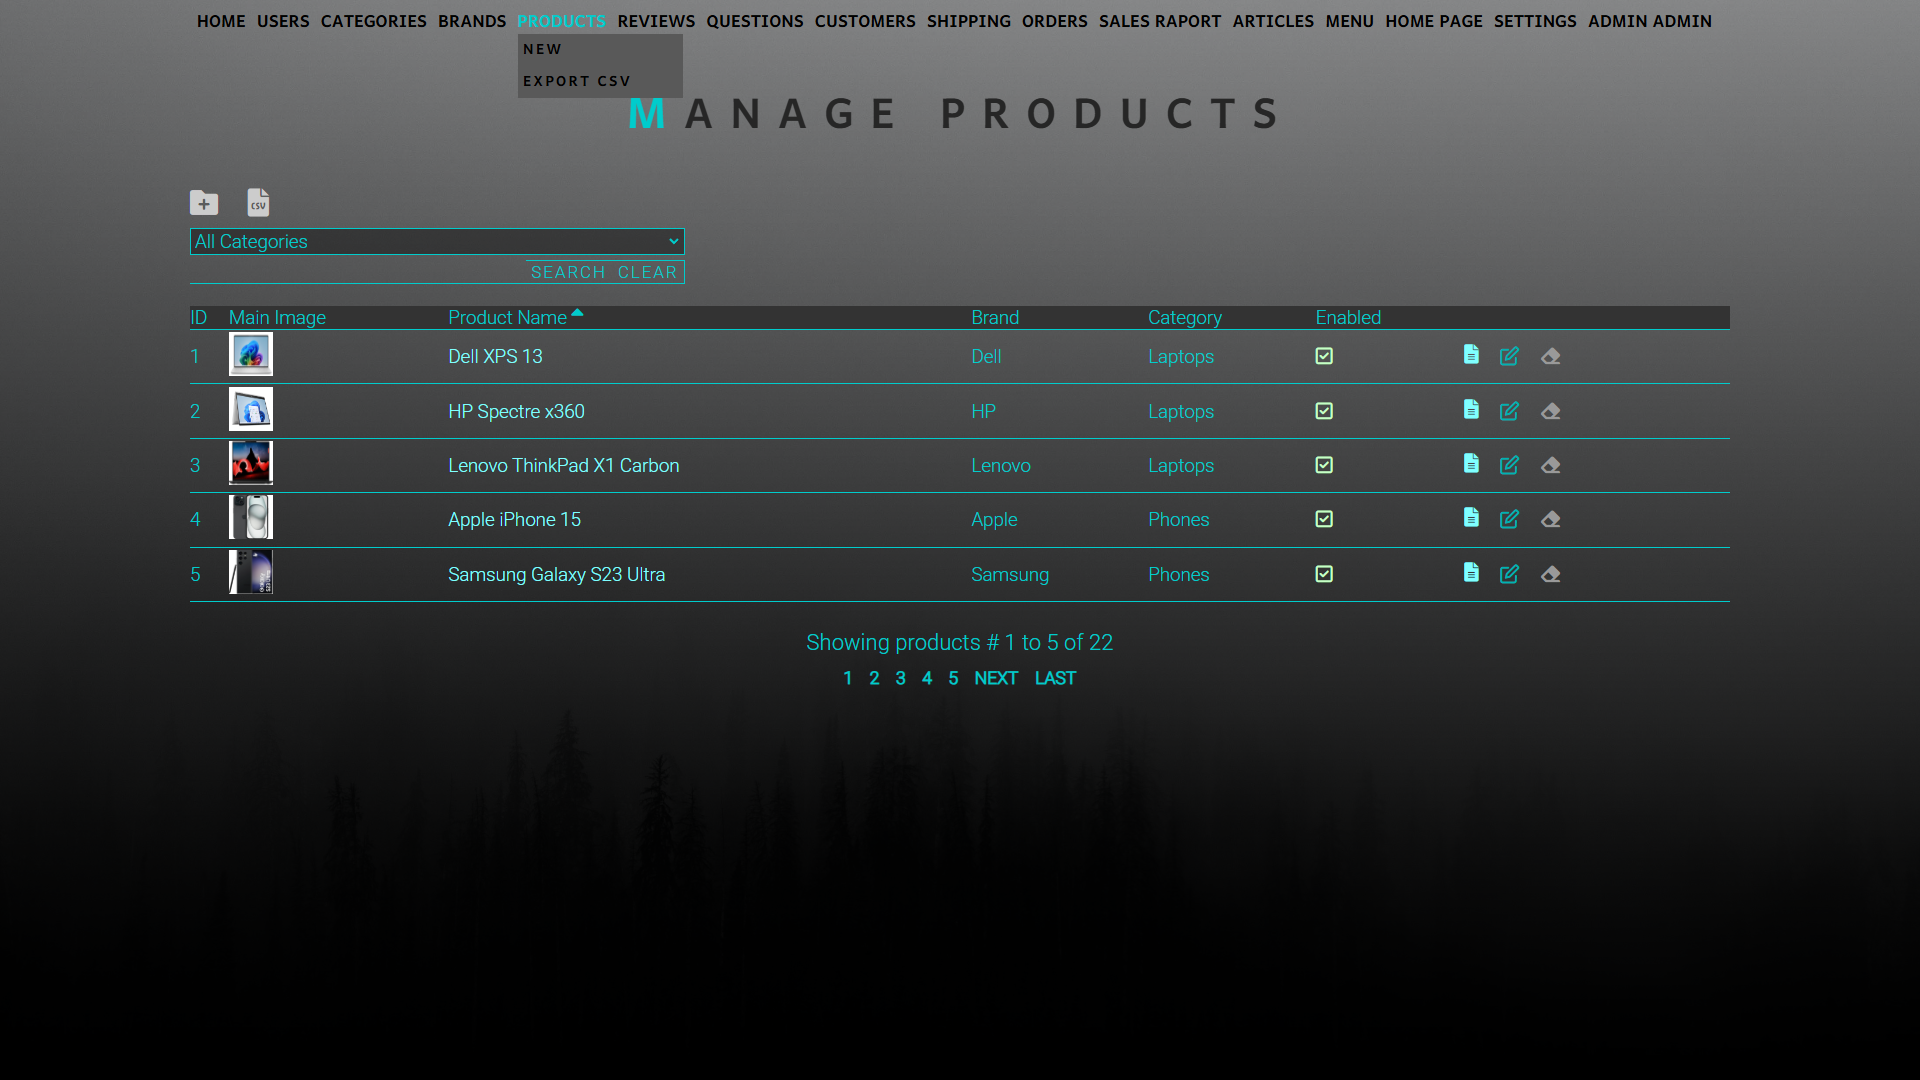 HOME USERS CATEGORIES BRANDS PRODUCTS REVIEWS QUESTIONS CUSTOMERS SHIPPING ORDERS SALES RAPORT ARTICLES MENU HOME PAGE SETTINGS ADMIN ADMIN
NEW
EXPORT CSV
MANAGE PRODUCTS
CSV
All Categories
SEARCH CLEAR
ID Main Image Product Name Brand Category Enabled
1 Dell XPS 13 Dell Laptops
2 HP Spectre x360 HP Laptops
3 Lenovo ThinkPad X1 Carbon Lenovo Laptops
4 Apple iPhone 15 Apple Phones
5 Samsung Galaxy S23 Ultra Samsung Phones
Showing products # 1 to 5 of 22
1 2 3 4 5 NEXT LAST